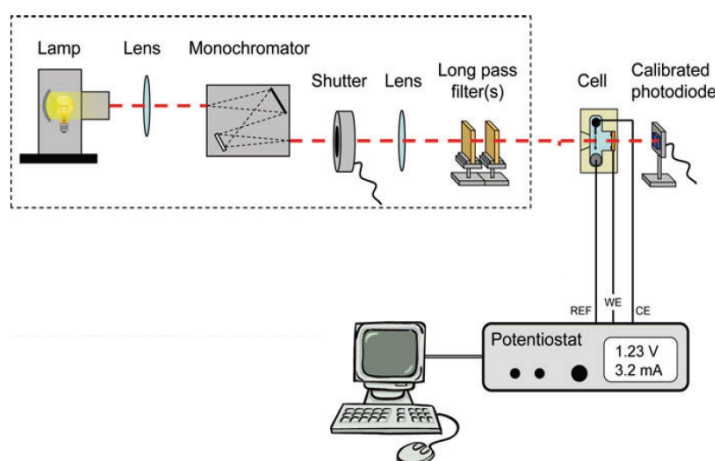 Lamp
Lens
Monochromator
Shutter
Lens
Long pass
filter(s)
Cell
Calibrated
photodiode
REF
WE
CE
Potentiostat
1.23 V
3.2 mA